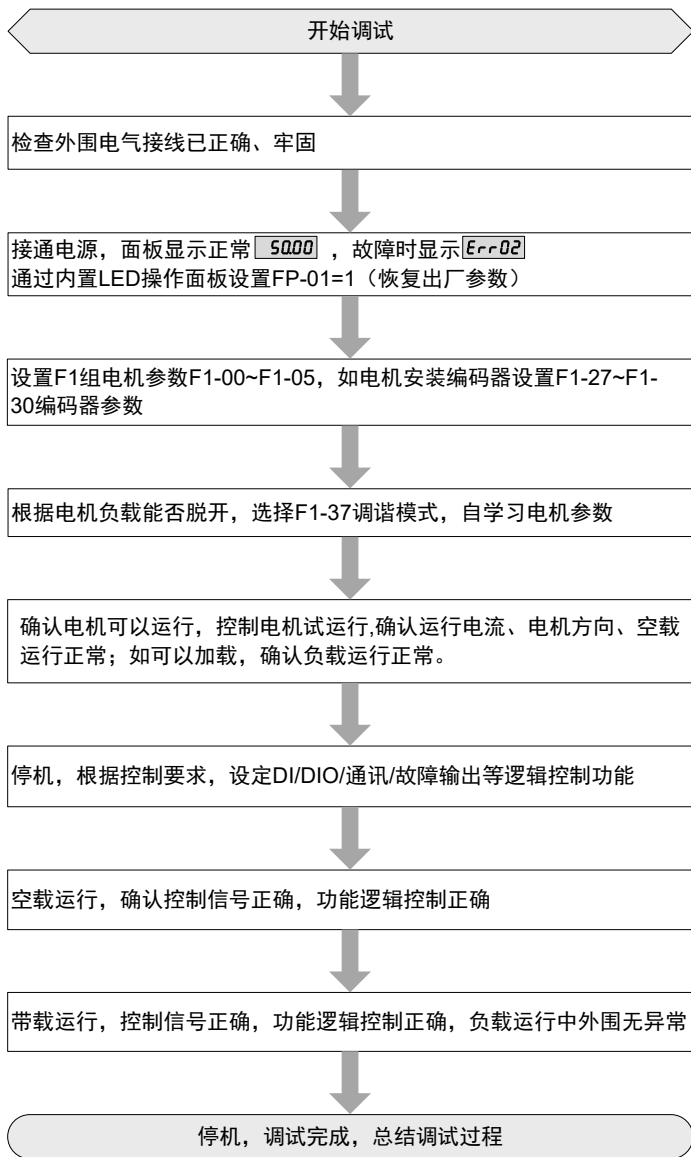 开始调试
检查外围电气接线已正确、牢固
接通电源，面板显示正常 50.00 ，故障时显示 Err02
通过内置LED操作面板设置FP-01=1（恢复出厂参数）
设置F1组电机参数F1-00~F1-05，如电机安装编码器设置F1-27~F1-
30编码器参数
根据电机负载能否脱开，选择F1-37调谐模式，自学习电机参数
确认电机可以运行，控制电机试运行,确认运行电流、电机方向、空载
运行正常；如可以加载，确认负载运行正常。
停机，根据控制要求，设定DI/DIO/通讯/故障输出等逻辑控制功能
空载运行，确认控制信号正确，功能逻辑控制正确
带载运行，控制信号正确，功能逻辑控制正确，负载运行中外围无异常
停机，调试完成，总结调试过程